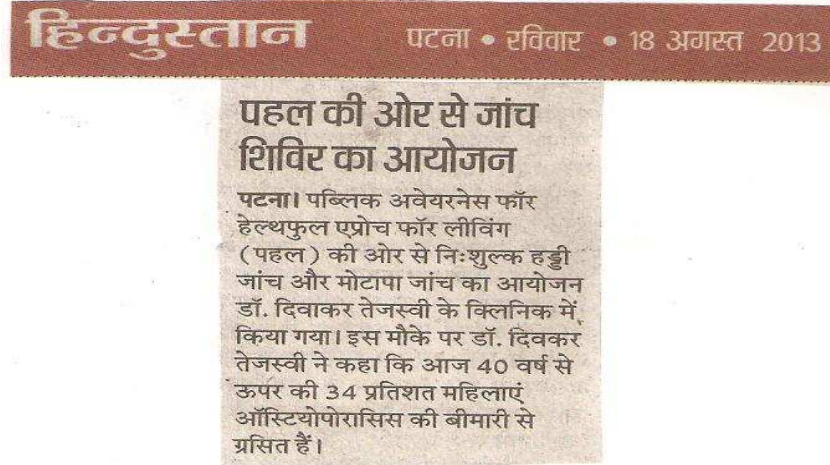 हिन्दुस्तान
पटना • रविवार • 18 अगस्त 2013
पहल की ओर से जांच
शिविर का आयोजन
पटना। पब्लिक अवेयरनेस फॉर
हेल्थफुल एप्रोच फॉर लीविंग
(पहल) की ओर से निःशुल्क हड्डी
जांच और मोटापा जांच का आयोजन
डॉ. दिवाकर तेजस्वी के क्लिनिक में
किया गया। इस मौके पर डॉ. दिवकर
तेजस्वी ने कहा कि आज 40 वर्ष से
ऊपर की 34 प्रतिशत महिलाएं
ऑस्टियोपोरासिस की बीमारी से
ग्रसित हैं।